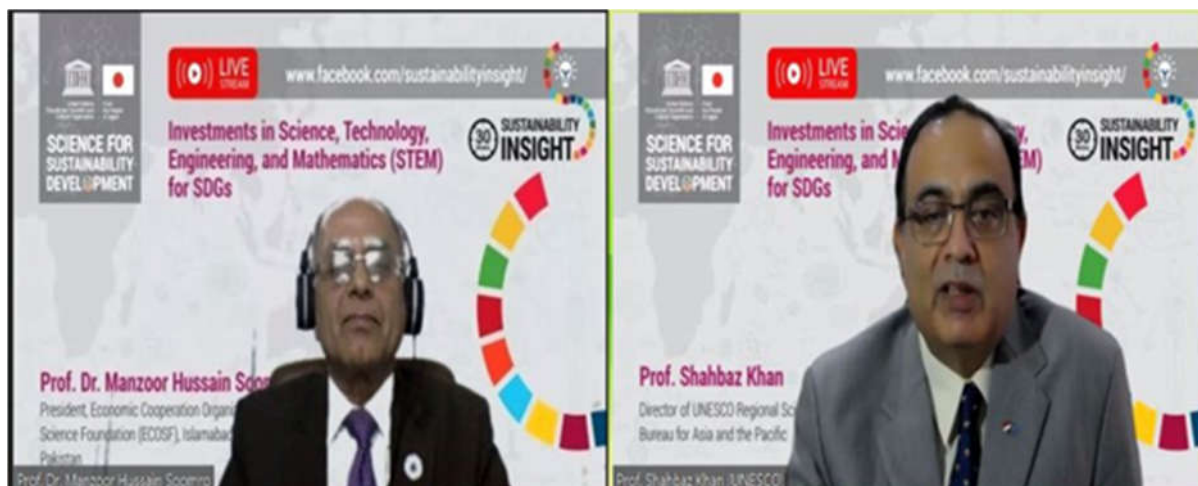 LIVE
STREAM
www.facebook.com/sustainabilityinsight/
SCIENCE FOR
SUSTAINABILITY
DEVELOPMENT
Investments in Science, Technology,
Engineering, and Mathematics (STEM)
for SDGs
30
SUSTAINABILITY
INSIGHT
Prof. Dr. Manzoor Hussain
President, Economic Cooperation
Science Foundation (ECOSF), Islamabad
Pakistan
Prof. Dr. Manzoor Hussain Soomro
LIVE
STREAM
www.facebook.com/sustainabilityinsight/
SCIENCE FOR
SUSTAINABILITY
DEVELOPMENT
Investments in
Engineering, and
for SDGs
30
SUSTAINABILITY
INSIGHT
Prof. Shahbaz Khan
Director of UNESCO Regional
Bureau for Asia and the Pacific
Prof. Shahbaz Khan, (UNESCO)